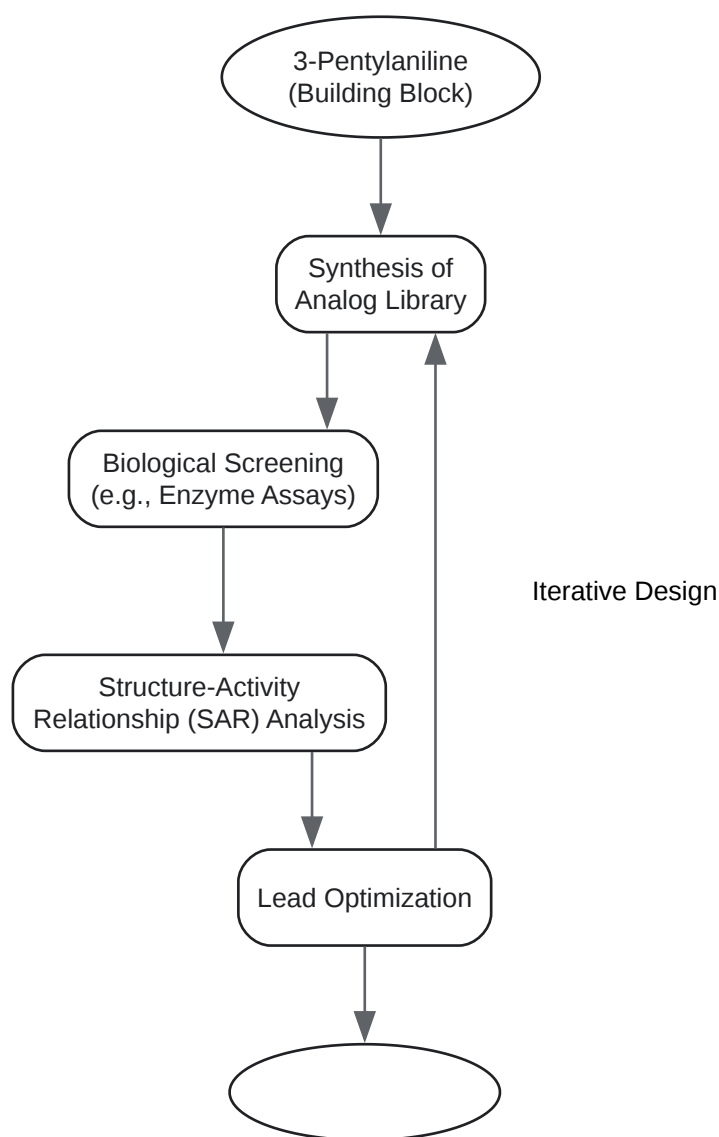 3-Pentylaniline
(Building Block)
Synthesis of
Analog Library
Biological Screening
(e.g., Enzyme Assays)
Iterative Design
Structure-Activity
Relationship (SAR) Analysis
Lead Optimization